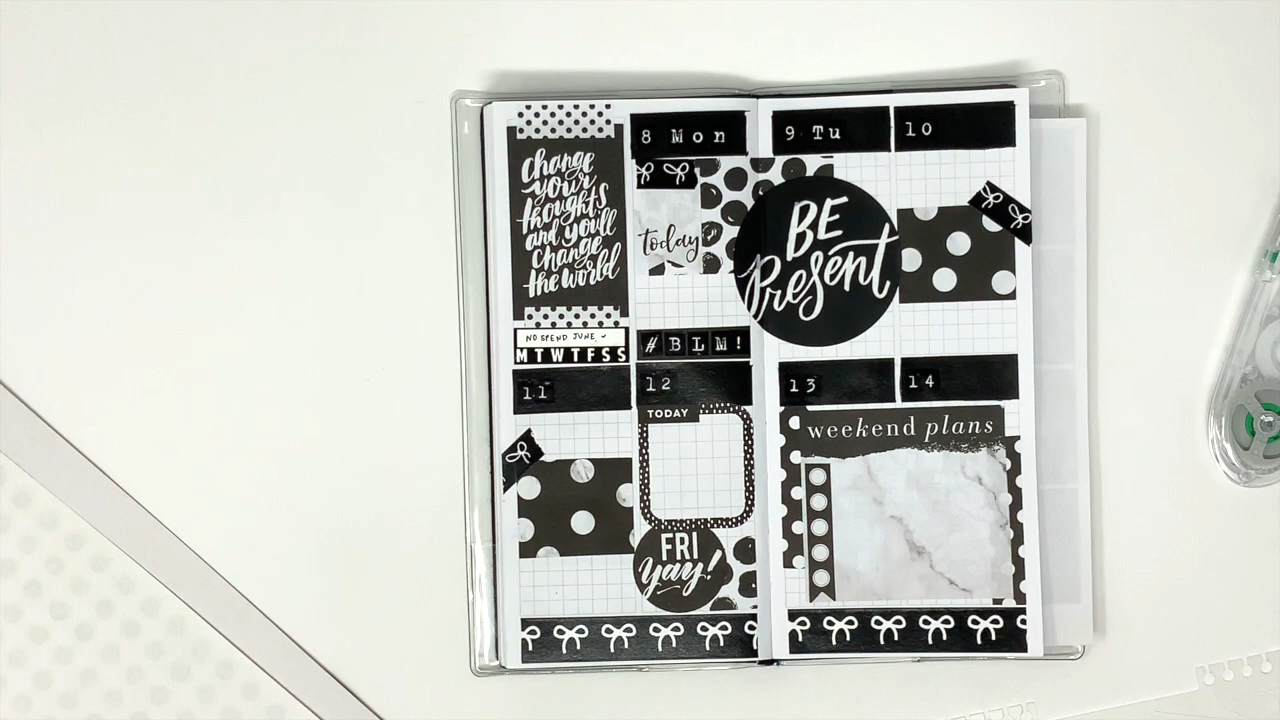 change
your
thoughts
and you'll
change
the world
NO SPEND JUNE
M T W T F S S
8 Mon
today
#BLM!
9 Tu
10
BE
Present
11
12
TODAY
FRI
yay!
13
14
weekend plans